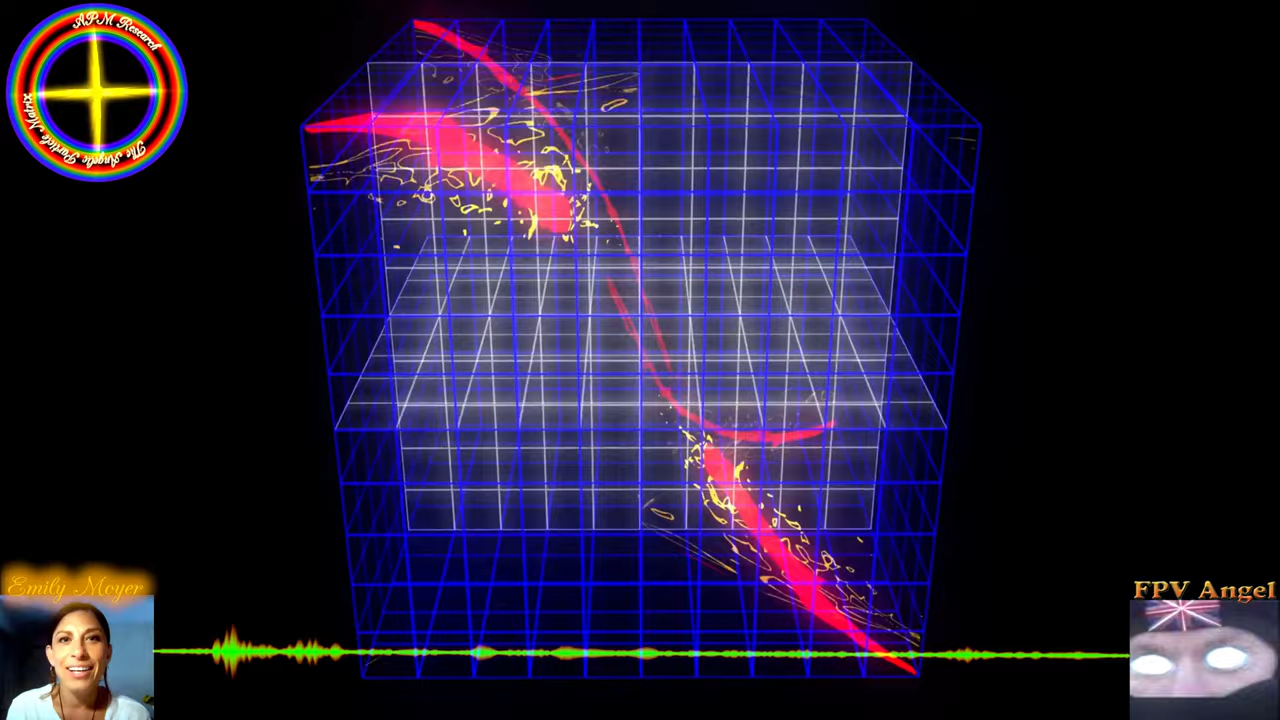 APM Research
The Angelic Particle Matrix
Emily Moyer
FPV Angel